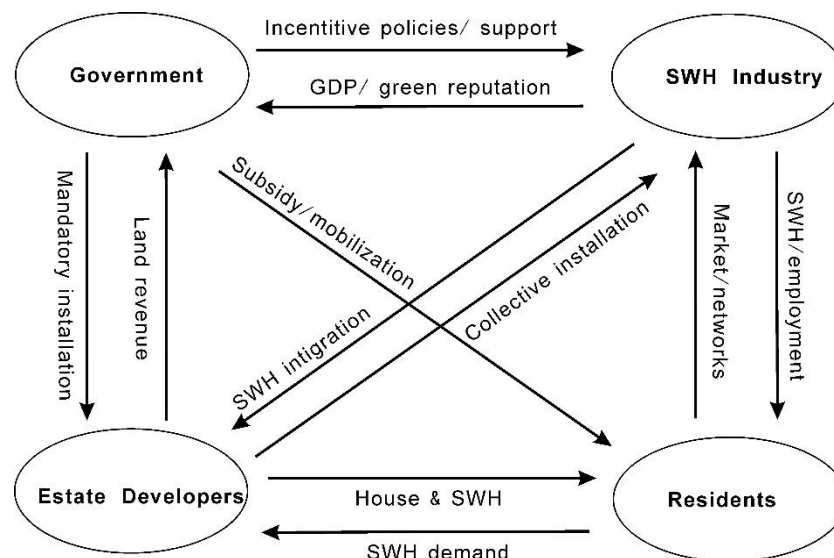 Incentitive policies/ support
Government
SWH Industry
GDP/ green reputation
Mandatory installation
Land revenue
Subsidy/mobilization
SWH intigration
Collective installation
Market/networks
SWH/employment
Estate Developers
House & SWH
Residents
SWH demand